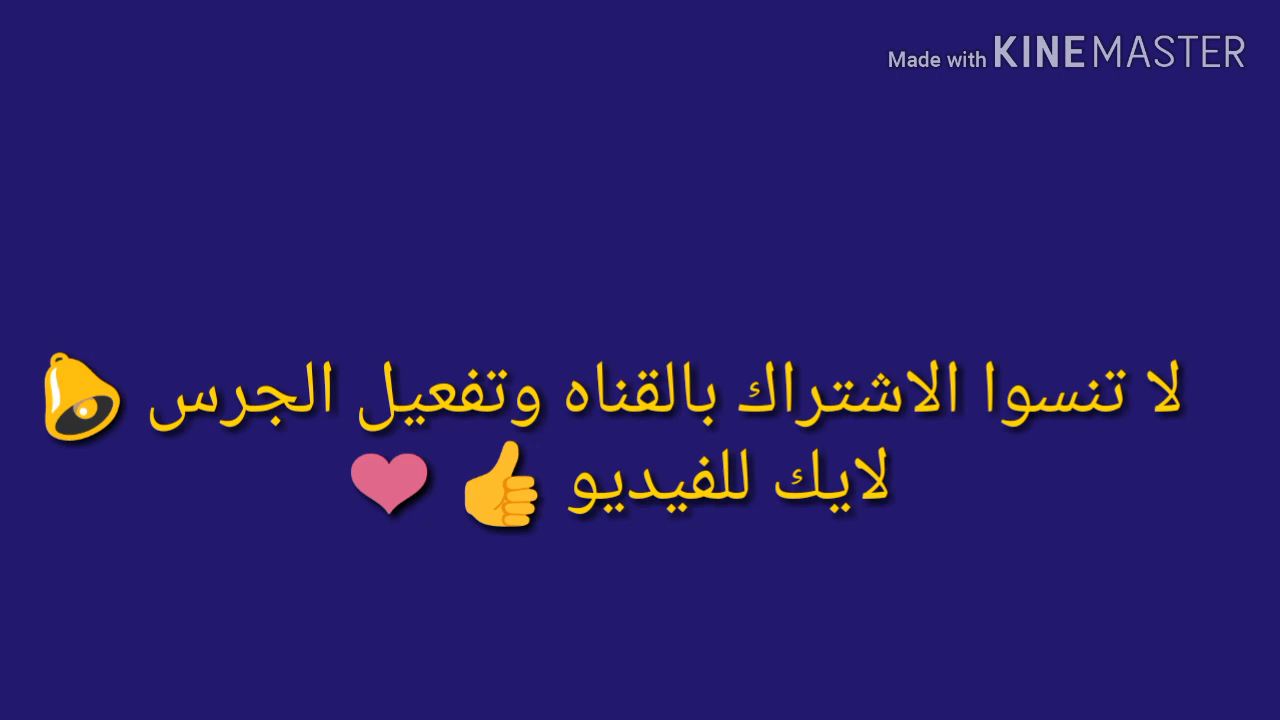 Made with KINEMASTER
لا تنسوا الاشتراك بالقناه وتفعيل الجرس 🔔
لايك للفيديو 👍 ❤